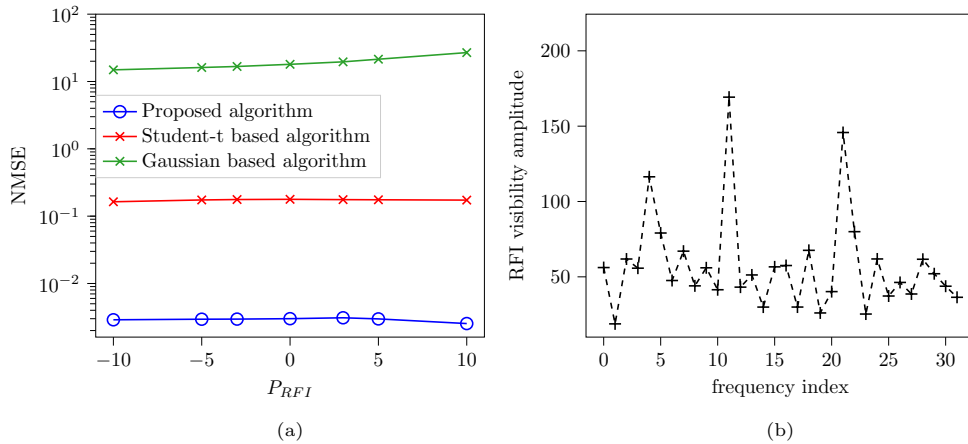 10^2
10^1
10^0
10^−1
10^−2
NMSE
Proposed algorithm
Student-t based algorithm
Gaussian based algorithm
−10 −5 0 5 10
P_{RFI}
(a)
200
150
100
50
RFI visibility amplitude
0 5 10 15 20 25 30
frequency index
(b)